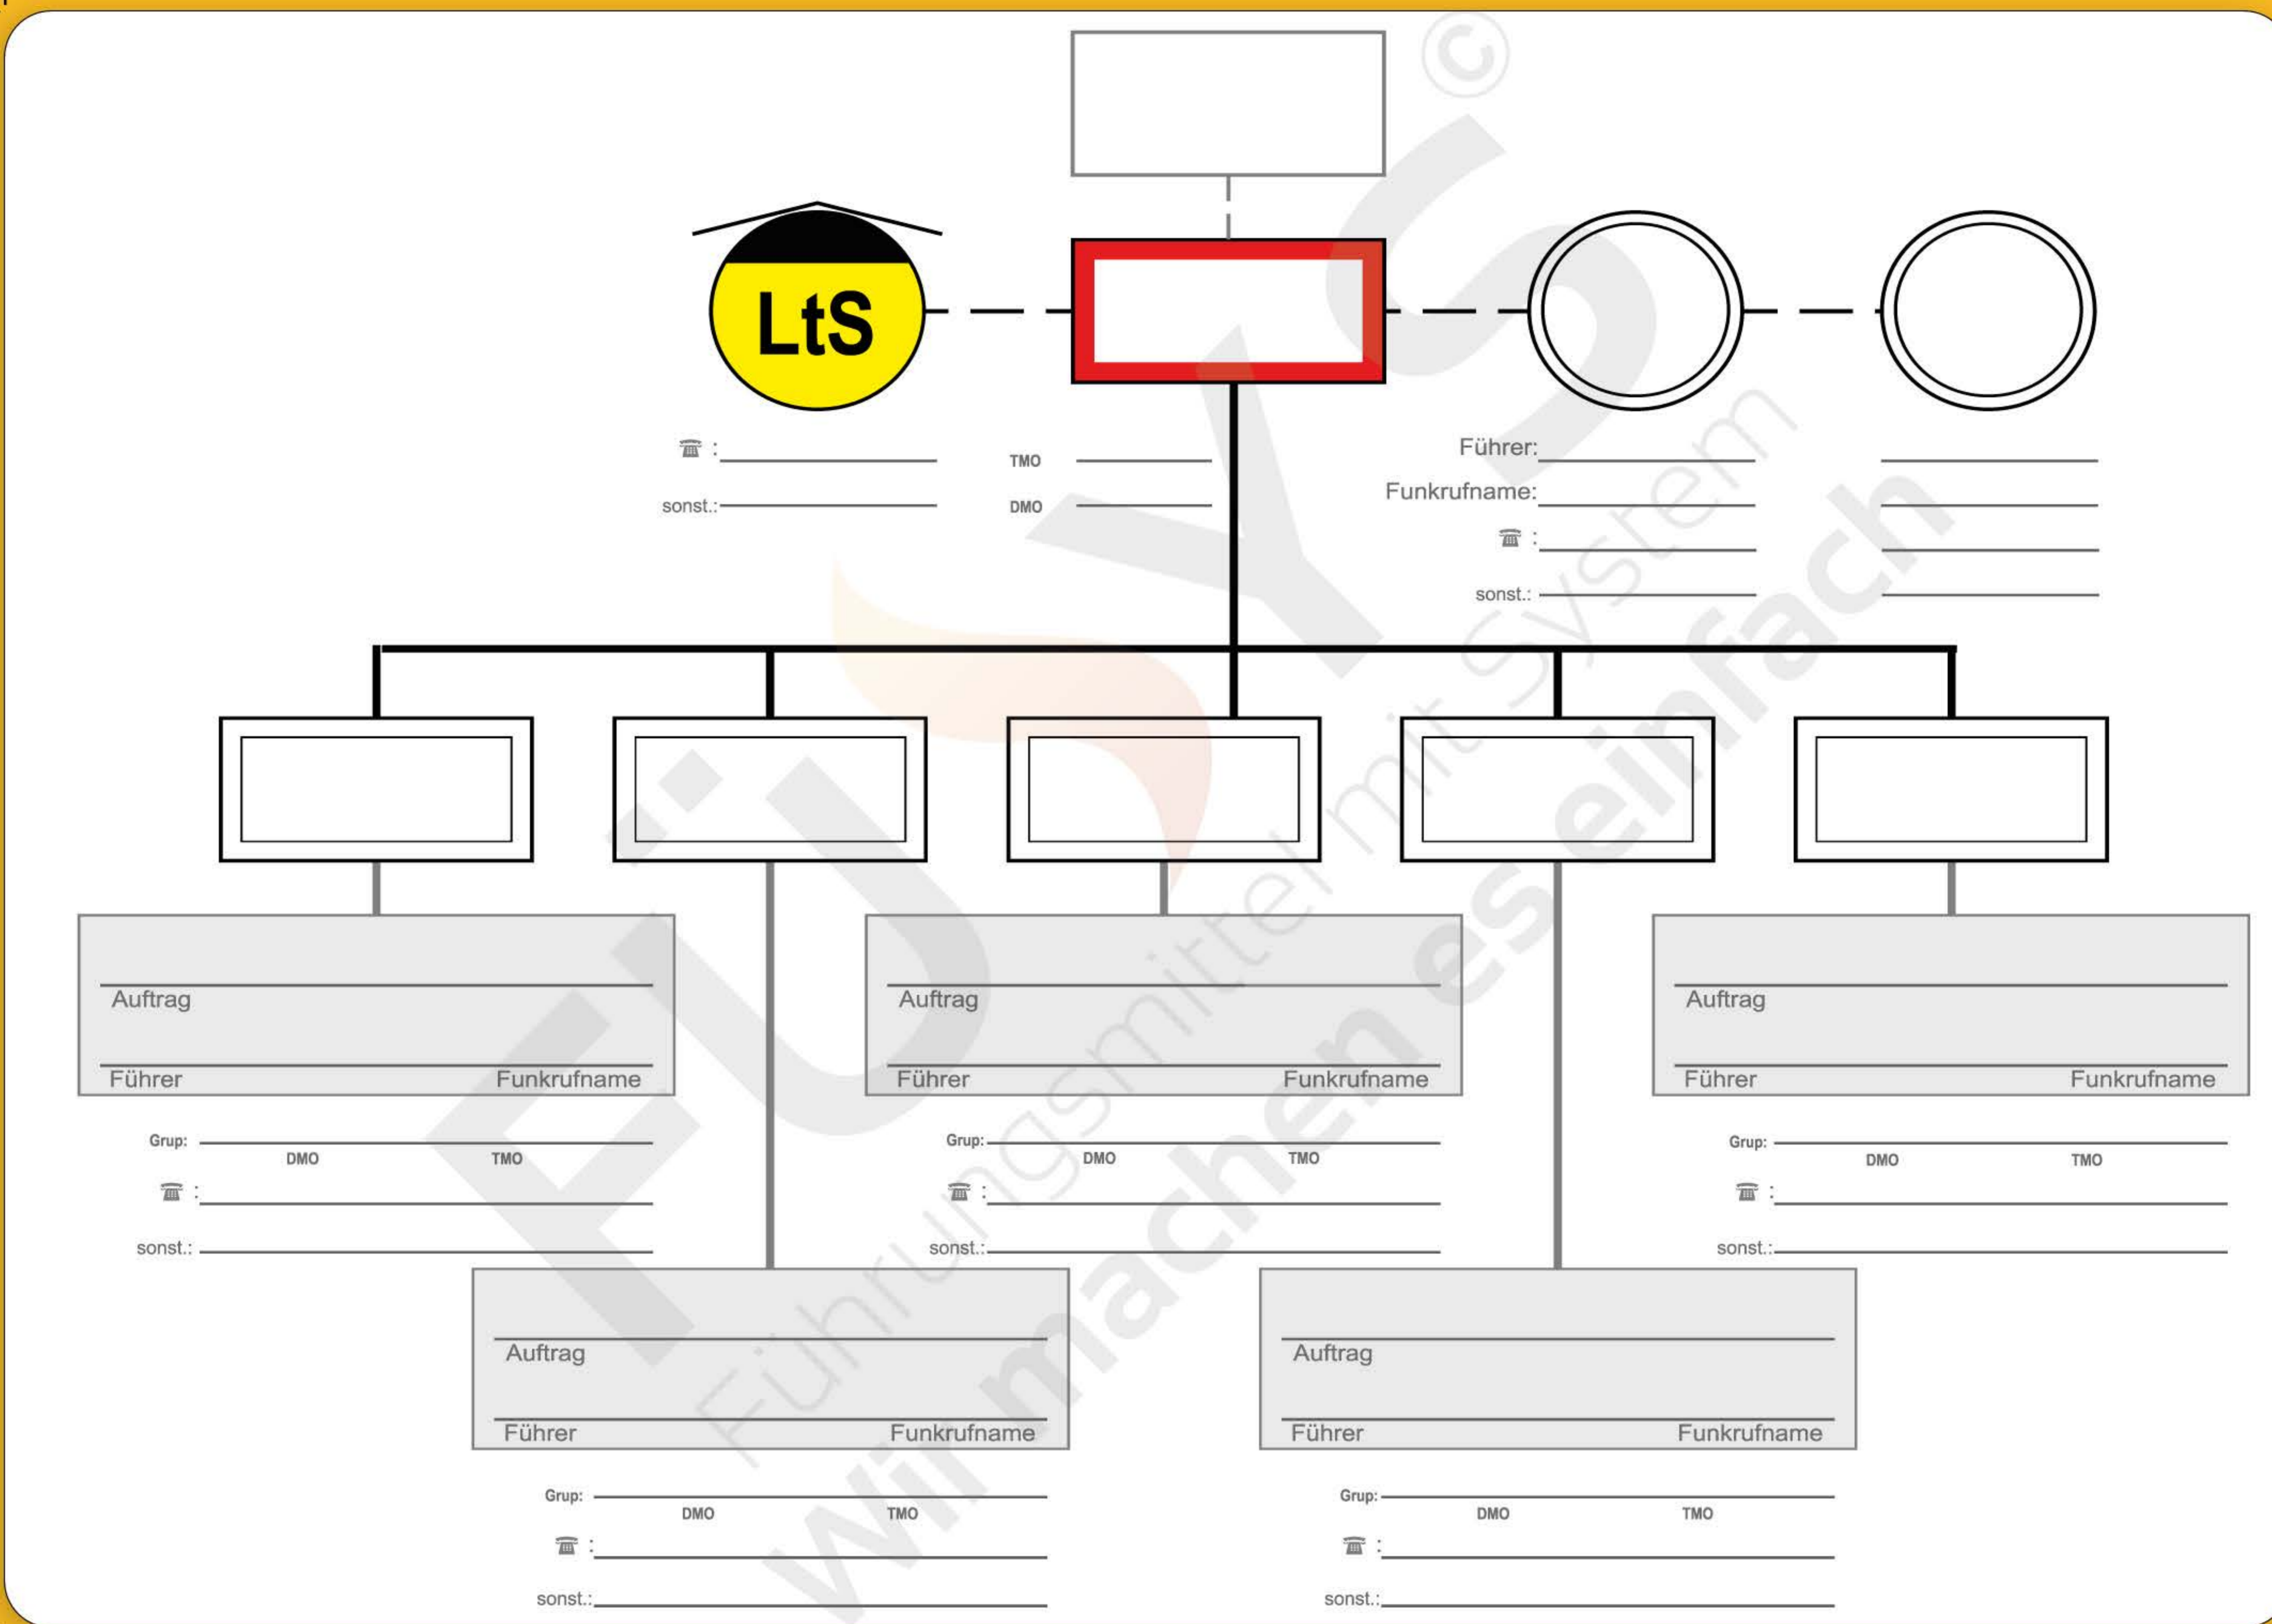 LtS
☎ :
sonst.:
TMO
DMO
Führer:
Funkrufname:
☎ :
sonst.:
Auftrag
Führer Funkrufname
Grup:
DMO TMO
☎ :
sonst.:
Auftrag
Führer Funkrufname
Grup:
DMO TMO
☎ :
sonst.:
Auftrag
Führer Funkrufname
Grup:
DMO TMO
☎ :
sonst.:
Auftrag
Führer Funkrufname
Grup:
DMO TMO
☎ :
sonst.:
Auftrag
Führer Funkrufname
Grup:
DMO TMO
☎ :
sonst.:
FÜYS ©
Führungsmittel mit System
Wir machen es einfach